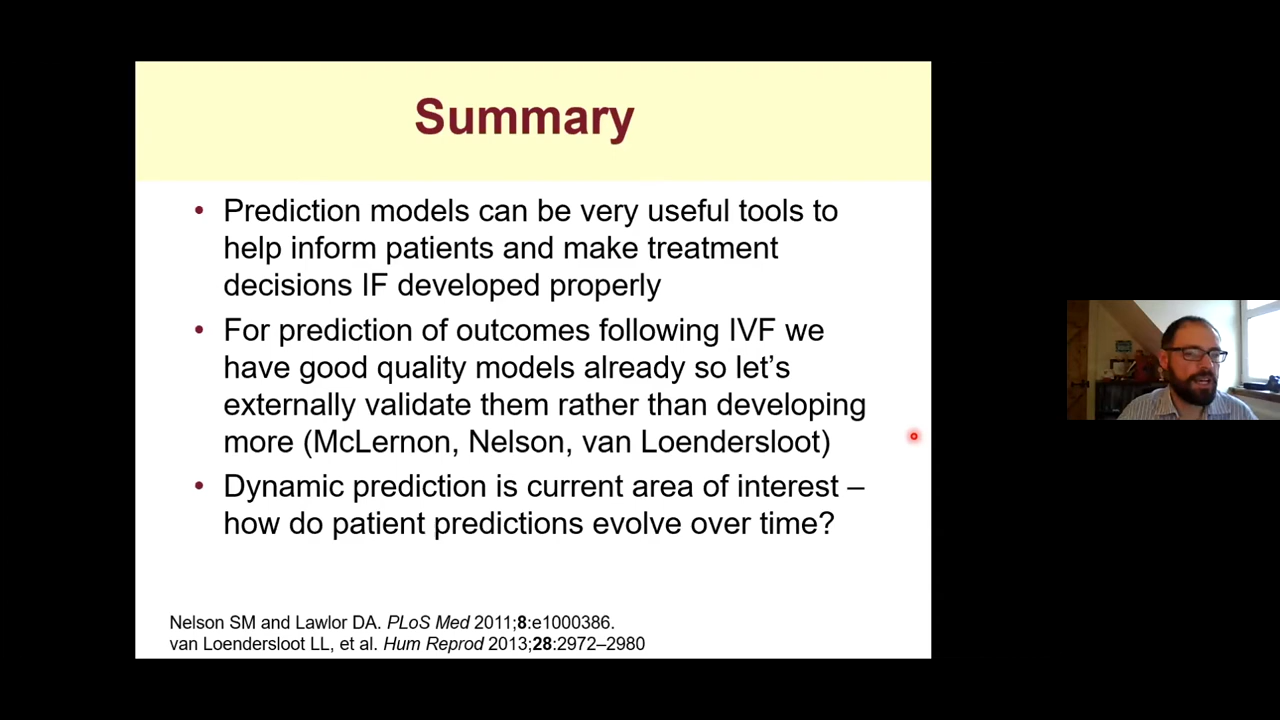 Summary
• Prediction models can be very useful tools to
help inform patients and make treatment
decisions IF developed properly
• For prediction of outcomes following IVF we
have good quality models already so let's
externally validate them rather than developing
more (McLernon, Nelson, van Loendersloot)
• Dynamic prediction is current area of interest –
how do patient predictions evolve over time?
Nelson SM and Lawlor DA. PLoS Med 2011;8:e1000386.
van Loendersloot LL, et al. Hum Reprod 2013;28:2972–2980